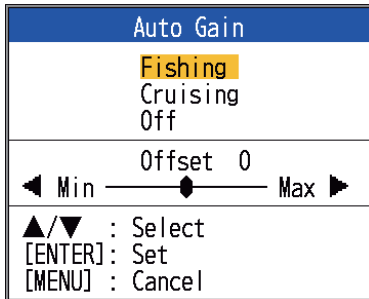 Auto Gain
Fishing
Cruising
Off
Offset 0
◀ Min Max ▶
▲/▼ : Select
[ENTER]: Set
[MENU] : Cancel